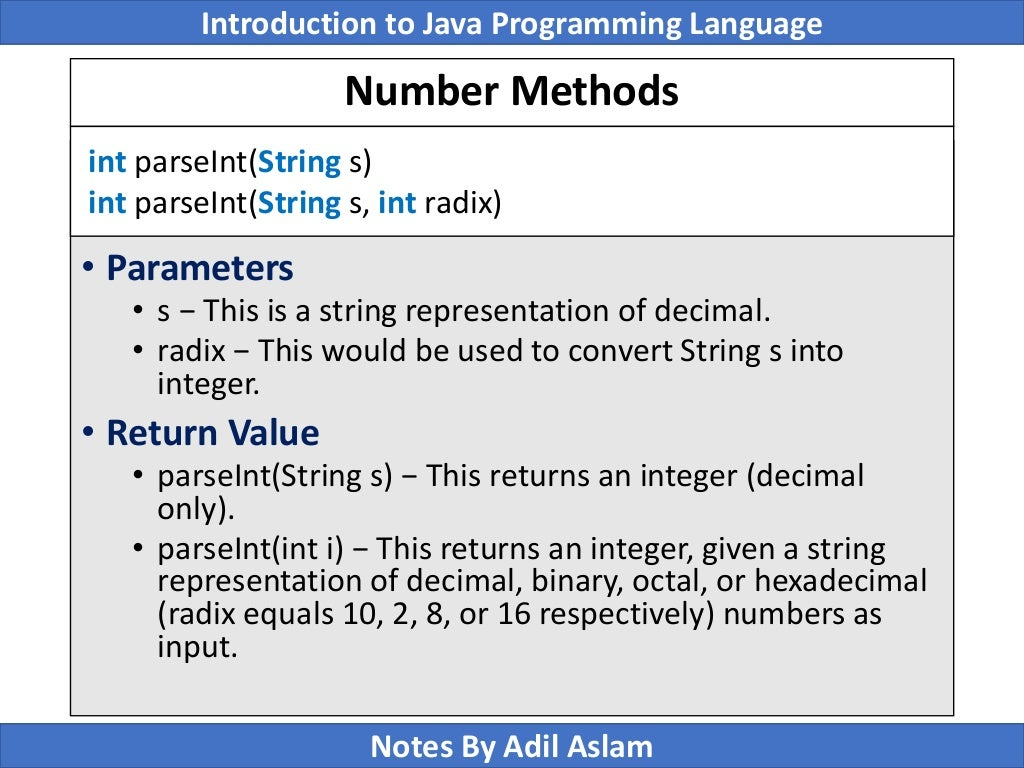 Introduction to Java Programming Language
Number Methods
int parseInt(String s)
int parseInt(String s, int radix)
• Parameters
• s − This is a string representation of decimal.
• radix − This would be used to convert String s into
integer.
• Return Value
• parseInt(String s) − This returns an integer (decimal
only).
• parseInt(int i) − This returns an integer, given a string
representation of decimal, binary, octal, or hexadecimal
(radix equals 10, 2, 8, or 16 respectively) numbers as
input.
Notes By Adil Aslam